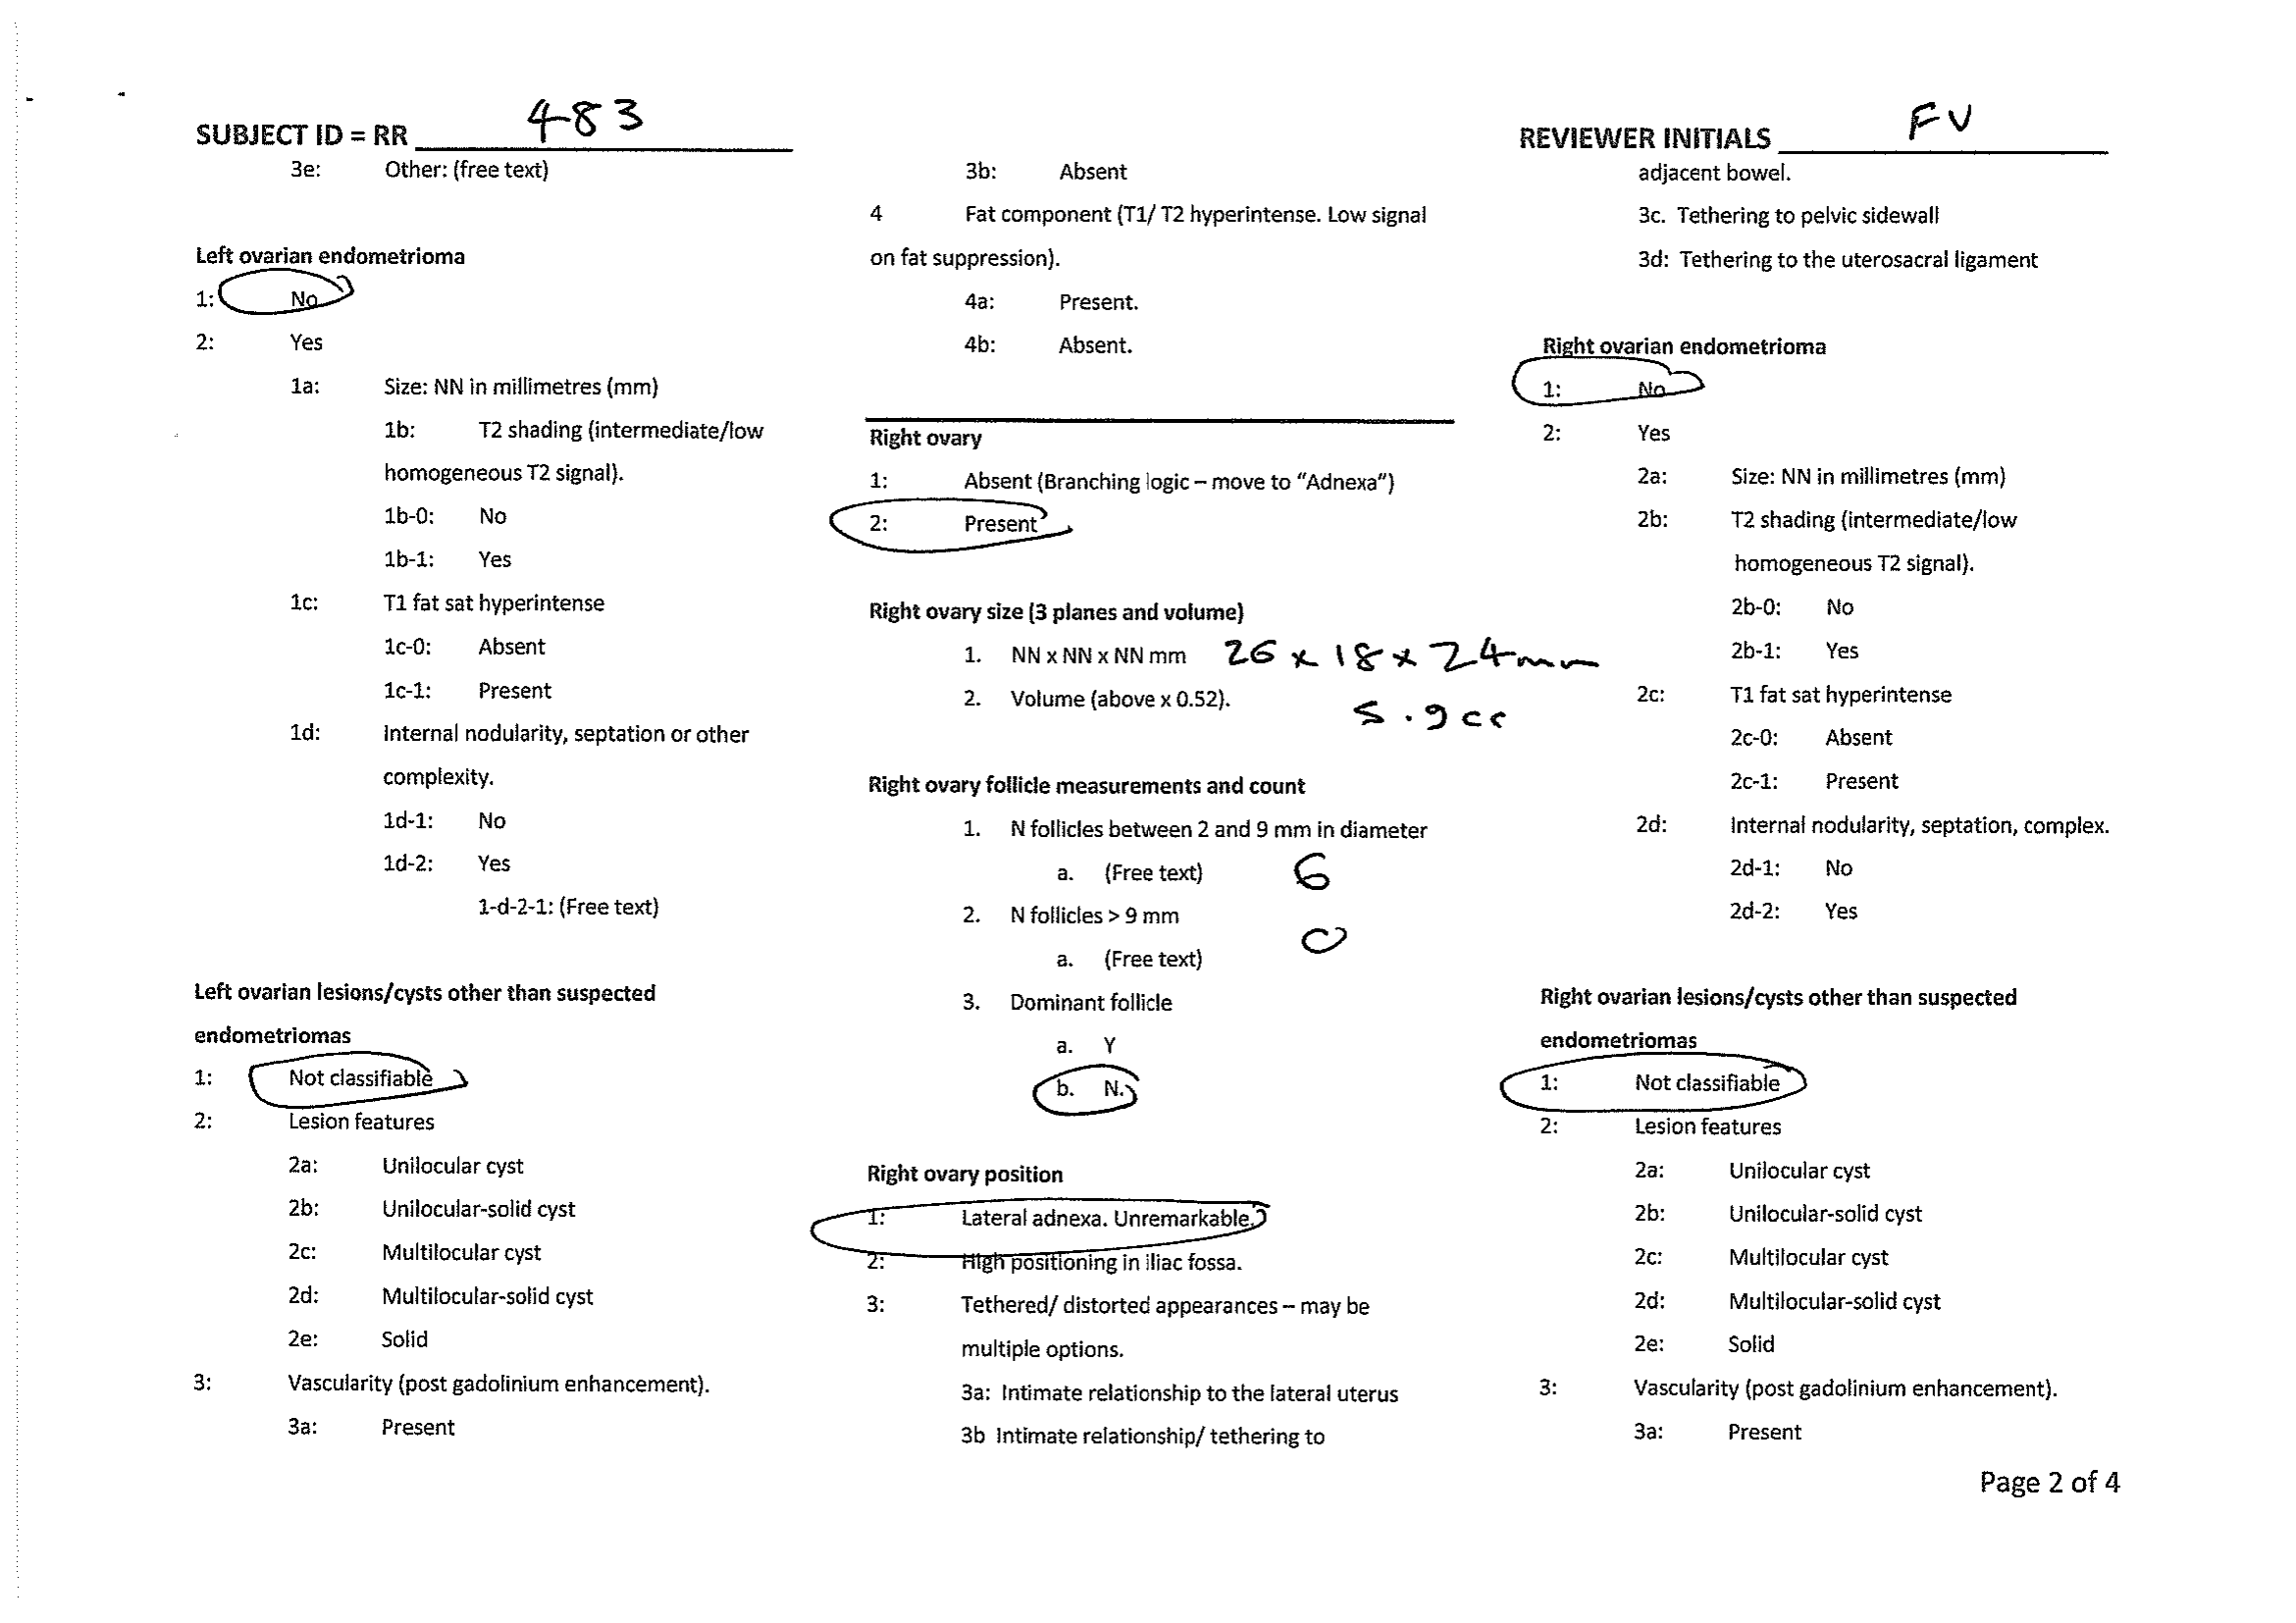 SUBJECT ID = RR 483
3e: Other: (free text)
Left ovarian endometrioma
1: No
2: Yes
1a: Size: NN in millimetres (mm)
1b: T2 shading (intermediate/low
homogeneous T2 signal).
1b-0: No
1b-1: Yes
1c: T1 fat sat hyperintense
1c-0: Absent
1c-1: Present
1d: Internal nodularity, septation or other
complexity.
1d-1: No
1d-2: Yes
1-d-2-1: (Free text)
Left ovarian lesions/cysts other than suspected
endometriomas
1: Not classifiable
2: Lesion features
2a: Unilocular cyst
2b: Unilocular-solid cyst
2c: Multilocular cyst
2d: Multilocular-solid cyst
2e: Solid
3: Vascularity (post gadolinium enhancement).
3a: Present
3b: Absent
4 Fat component (T1/ T2 hyperintense. Low signal
on fat suppression).
4a: Present.
4b: Absent.
Right ovary
1: Absent (Branching logic – move to “Adnexa”)
2: Present
Right ovary size (3 planes and volume)
1. NN x NN x NN mm 26 x 18 x 24mm
2. Volume (above x 0.52). 5.9cc
Right ovary follicle measurements and count
1. N follicles between 2 and 9 mm in diameter
a. (Free text) 6
2. N follicles > 9 mm
0
a. (Free text)
3. Dominant follicle
a. Y
b. N.
Right ovary position
1: Lateral adnexa. Unremarkable.
2: High positioning in iliac fossa.
3: Tethered/ distorted appearances – may be
multiple options.
3a: Intimate relationship to the lateral uterus
3b Intimate relationship/ tethering to
REVIEWER INITIALS FV
adjacent bowel.
3c. Tethering to pelvic sidewall
3d: Tethering to the uterosacral ligament
Right ovarian endometrioma
1: No
2: Yes
2a: Size: NN in millimetres (mm)
2b: T2 shading (intermediate/low
homogeneous T2 signal).
2b-0: No
2b-1: Yes
2c: T1 fat sat hyperintense
2c-0: Absent
2c-1: Present
2d: Internal nodularity, septation, complex.
2d-1: No
2d-2: Yes
Right ovarian lesions/cysts other than suspected
endometriomas
1: Not classifiable
2: Lesion features
2a: Unilocular cyst
2b: Unilocular-solid cyst
2c: Multilocular cyst
2d: Multilocular-solid cyst
2e: Solid
3: Vascularity (post gadolinium enhancement).
3a: Present
Page 2 of 4